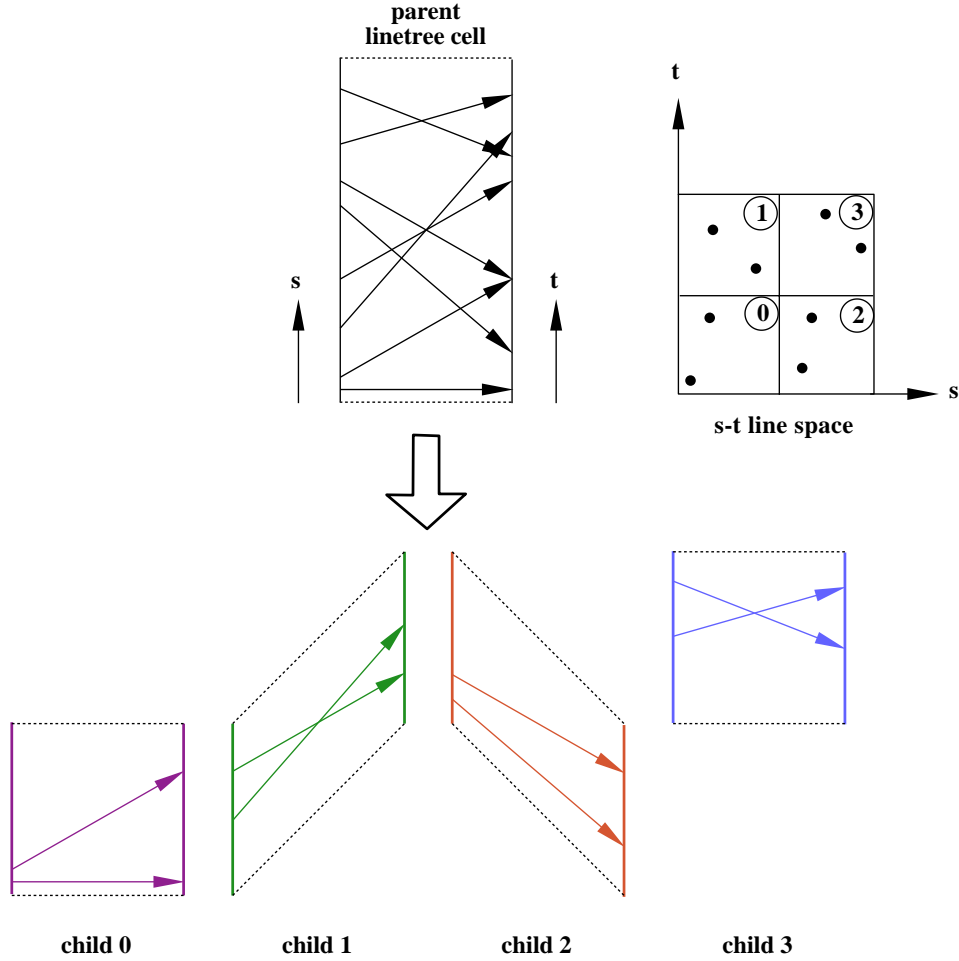 parent
linetree cell
t
s
t
1
3
0
2
s
s-t line space
child 0
child 1
child 2
child 3